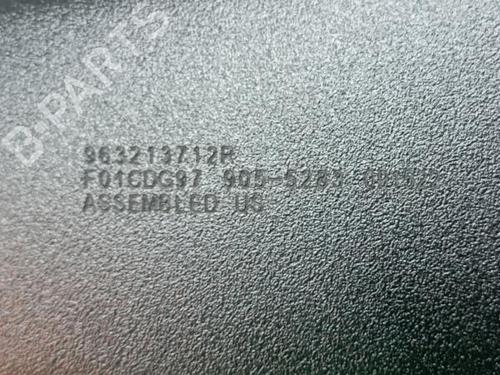 B-PARTS
963213712R
F01CDG97 905-5283
ASSEMBLED US